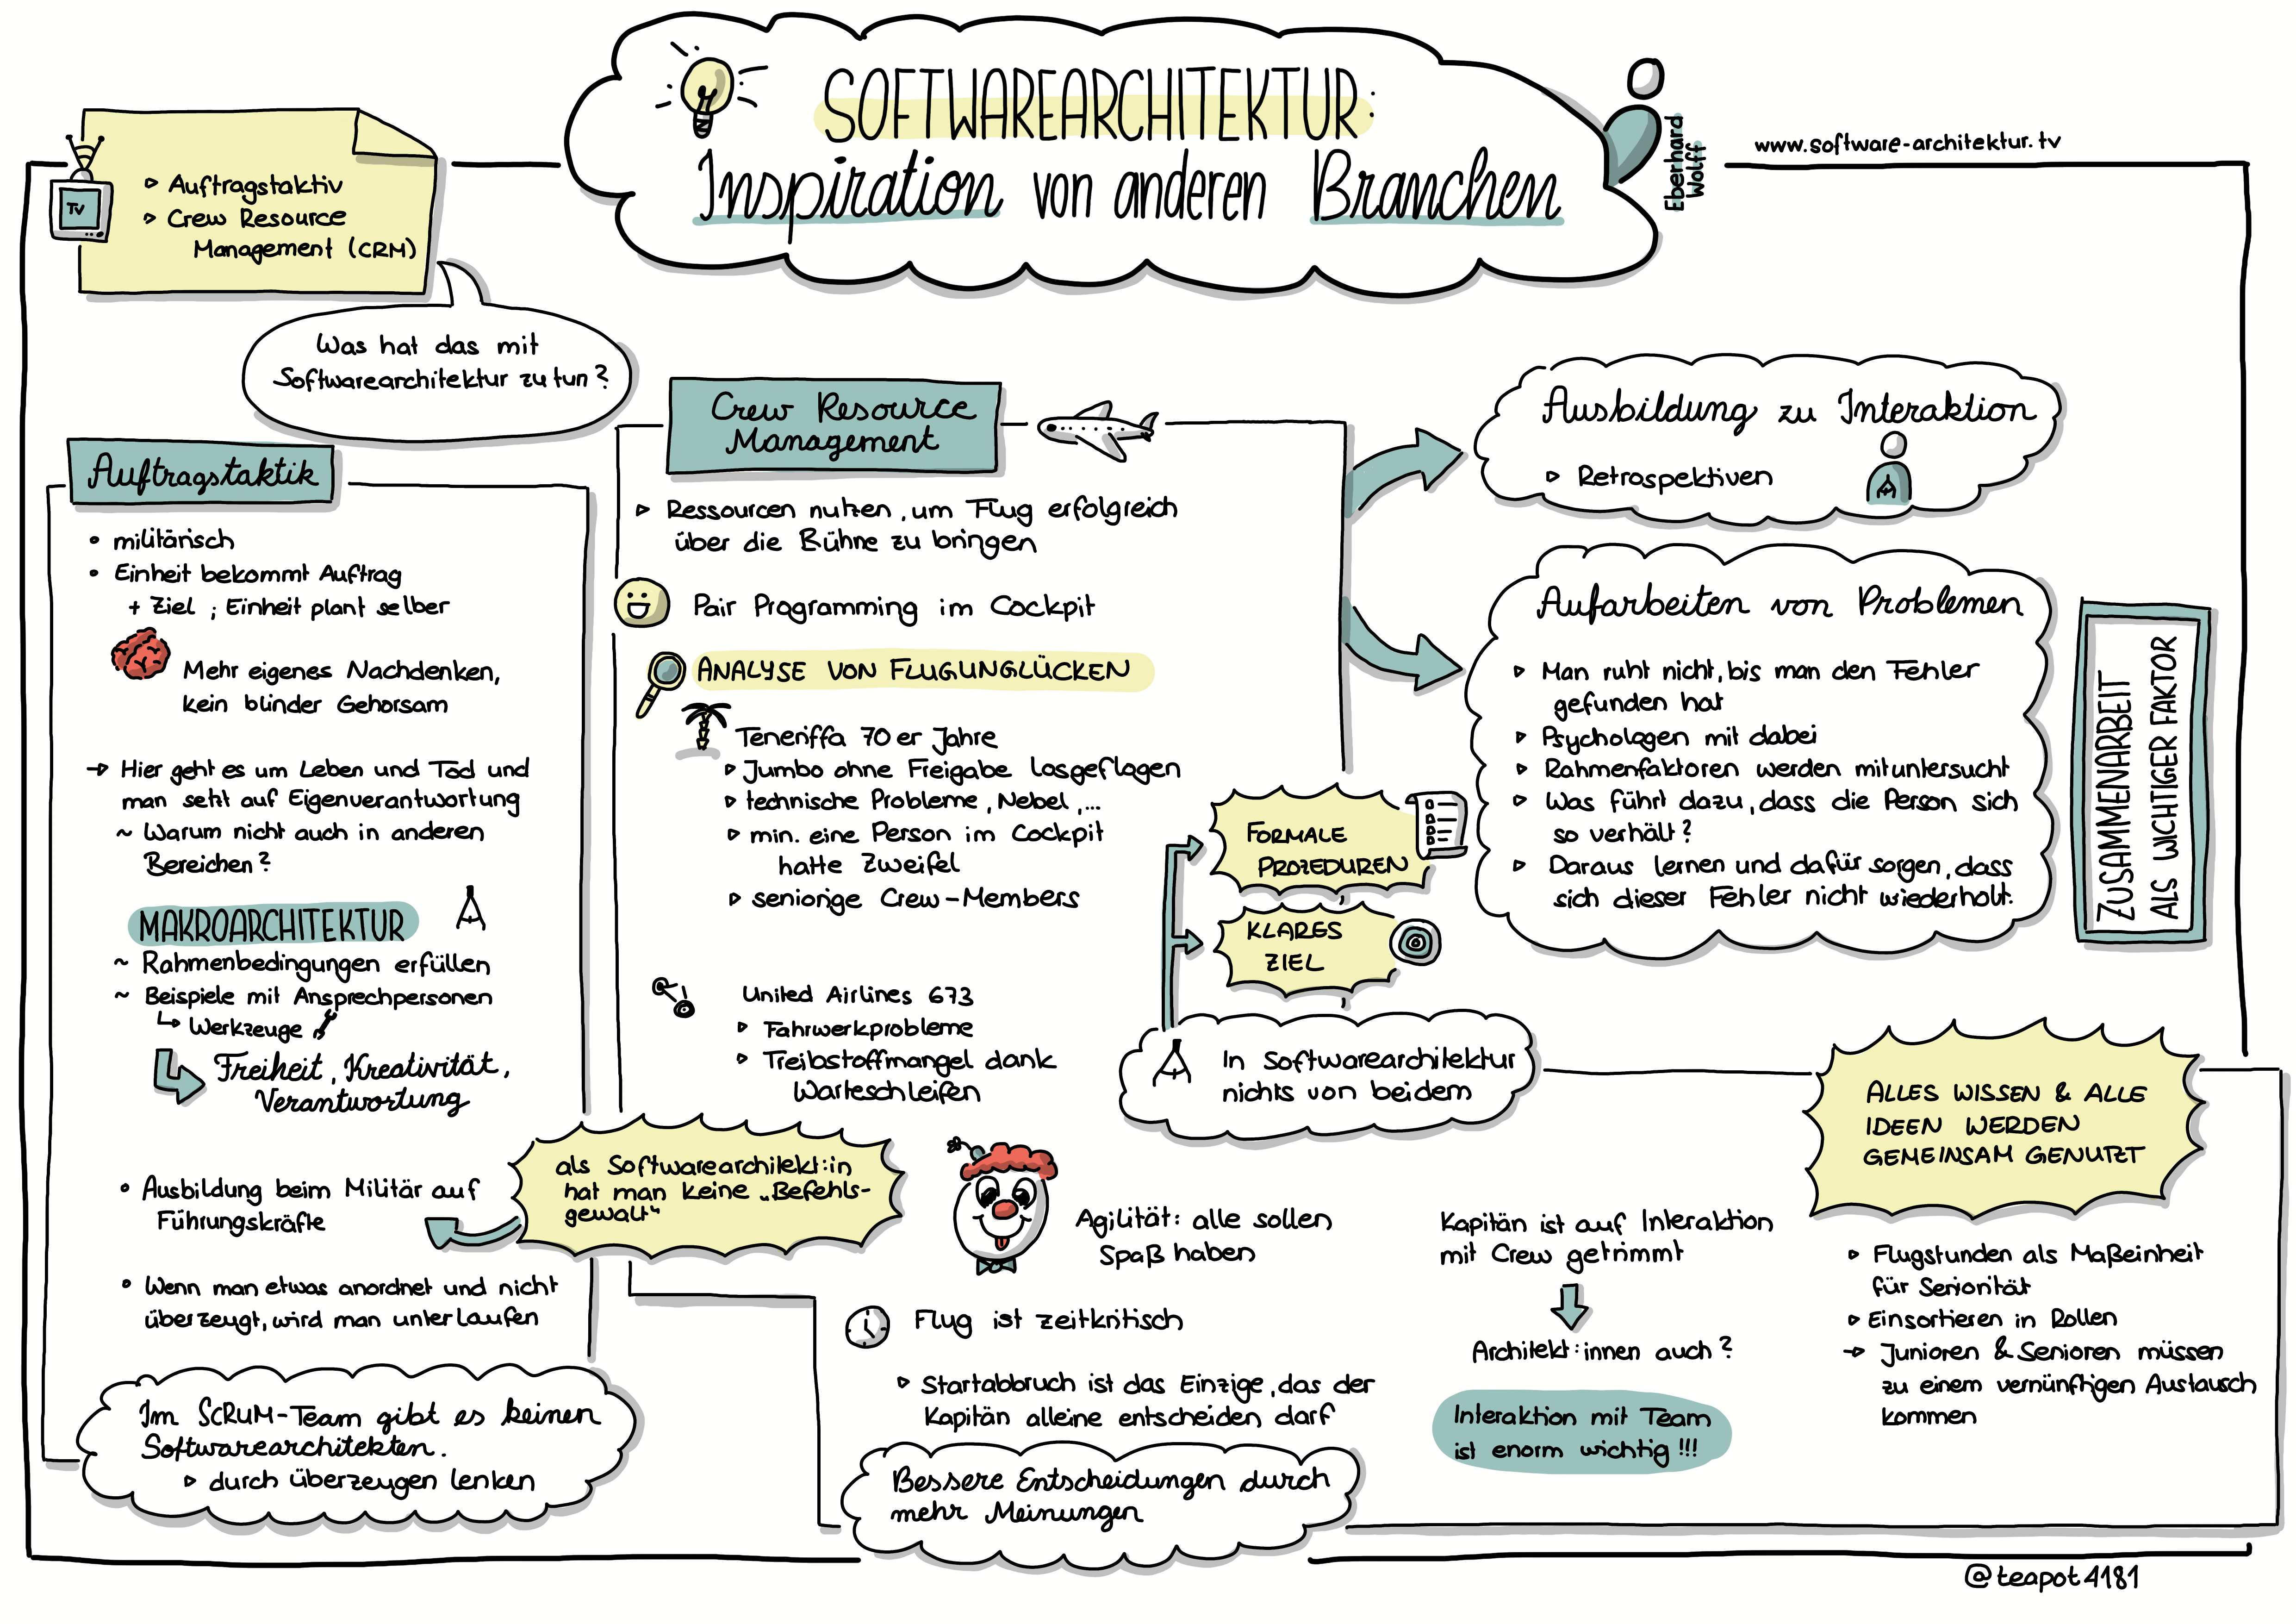 SOFTWAREARCHITEKTUR:
Inspiration von anderen Branchen
Eberhard
Wolff
www.software-architektur.tv
TV
▹ Auftragstaktiv
▹ Crew Resource
Management (CRM)
Was hat das mit
Softwarearchitektur zu tun?
Auftragstaktik
• militärisch
• Einheit bekommt Auftrag
+ Ziel ; Einheit plant selber
Mehr eigenes Nachdenken,
kein blinder Gehorsam
→ Hier geht es um Leben und Tod und
man setzt auf Eigenverantwortung
~ Warum nicht auch in anderen
Bereichen?
MAKROARCHITEKTUR
~ Rahmenbedingungen erfüllen
~ Beispiele mit Ansprechpersonen
↳ Werkzeuge
Freiheit, Kreativität,
Verantwortung
• Ausbildung beim Militär auf
Führungskräfte
• Wenn man etwas anordnet und nicht
überzeugt, wird man unterlaufen
Im SCRUM-Team gibt es keinen
Softwarearchitekten.
▹ durch überzeugen lenken
als Softwarearchitekt:in
hat man keine „Befehls-
gewalt“
Crew Resource
Management
▹ Ressourcen nutzen, um Flug erfolgreich
über die Bühne zu bringen
Pair Programming im Cockpit
ANALYSE VON FLUGUNGLÜCKEN
Teneriffa 70er Jahre
▹ Jumbo ohne Freigabe losgeflogen
▹ technische Probleme, Nebel, ...
▹ min. eine Person im Cockpit
hatte Zweifel
▹ seniorige Crew-Members
United Airlines 673
▹ Fahrwerkprobleme
▹ Treibstoffmangel dank
Warteschleifen
FORMALE
PROZEDUREN
KLARES
ZIEL
In Softwarearchitektur
nichts von beidem
Agilität: alle sollen
Spaß haben
Flug ist zeitkritisch
▹ Startabbruch ist das Einzige, das der
Kapitän alleine entscheiden darf
Bessere Entscheidungen durch
mehr Meinungen
Ausbildung zu Interaktion
▹ Retrospektiven
Aufarbeiten von Problemen
▹ Man ruht nicht, bis man den Fehler
gefunden hat
▹ Psychologen mit dabei
▹ Rahmenfaktoren werden mituntersucht
▹ Was führt dazu, dass die Person sich
so verhält?
▹ Daraus lernen und dafür sorgen, dass
sich dieser Fehler nicht wiederholt.
ZUSAMMENARBEIT
ALS WICHTIGER FAKTOR
Kapitän ist auf Interaktion
mit Crew getrimmt
Architekt:innen auch?
Interaktion mit Team
ist enorm wichtig!!!
ALLES WISSEN & ALLE
IDEEN WERDEN
GEMEINSAM GENUTZT
▹ Flugstunden als Maßeinheit
für Seniorität
▹ Einsortieren in Rollen
→ Junioren & Senioren müssen
zu einem vernünftigen Austausch
kommen
@teapot4181